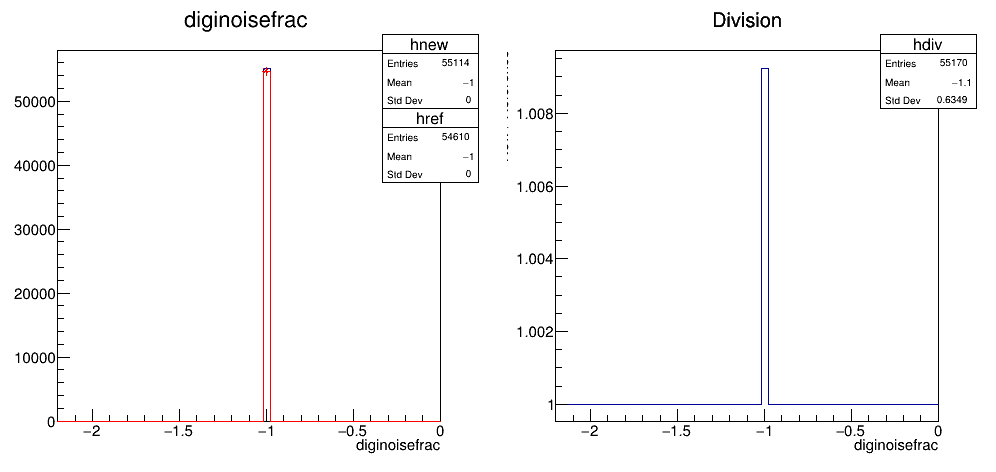 diginoisefrac
hnew
Entries 55114
Mean −1
Std Dev 0
href
Entries 54610
Mean −1
Std Dev 0
50000
40000
30000
20000
10000
0
−2 −1.5 −1 −0.5 0
diginoisefrac
Division
hdiv
Entries 55170
Mean −1.1
Std Dev 0.6349
1.008
1.006
1.004
1.002
1
−2 −1.5 −1 −0.5 0
diginoisefrac